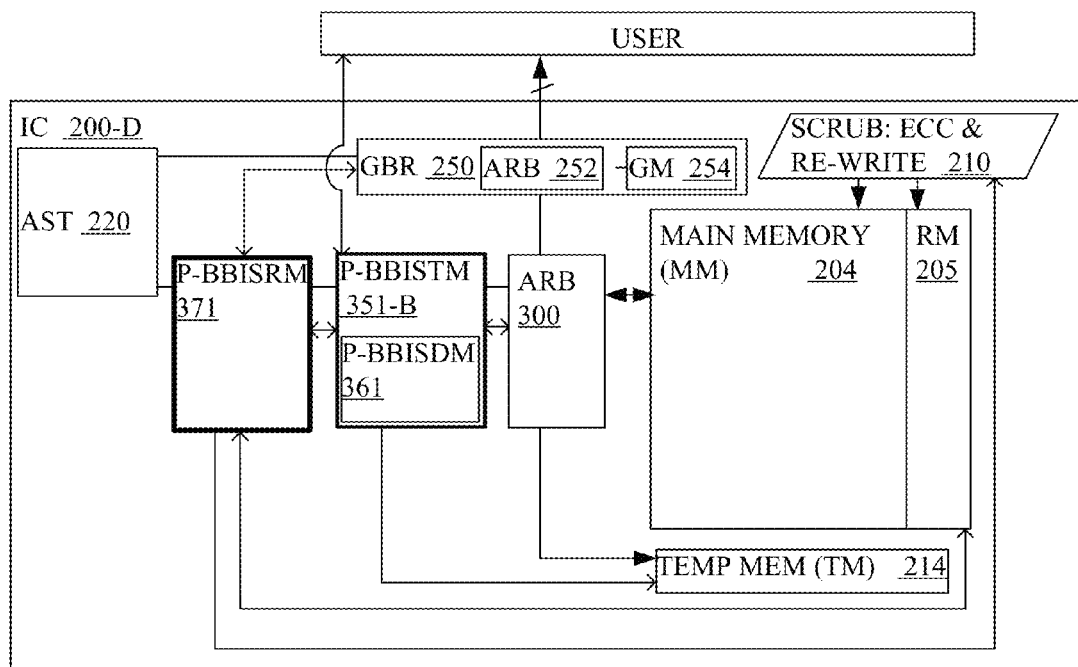 USER
IC 200-D
AST 220
GBR 250
ARB 252
GM 254
SCRUB: ECC &
RE-WRITE 210
P-BBISRM
371
P-BBISTM
351-B
P-BBISDM
361
ARB
300
MAIN MEMORY
(MM) 204
RM
205
TEMP MEM (TM) 214